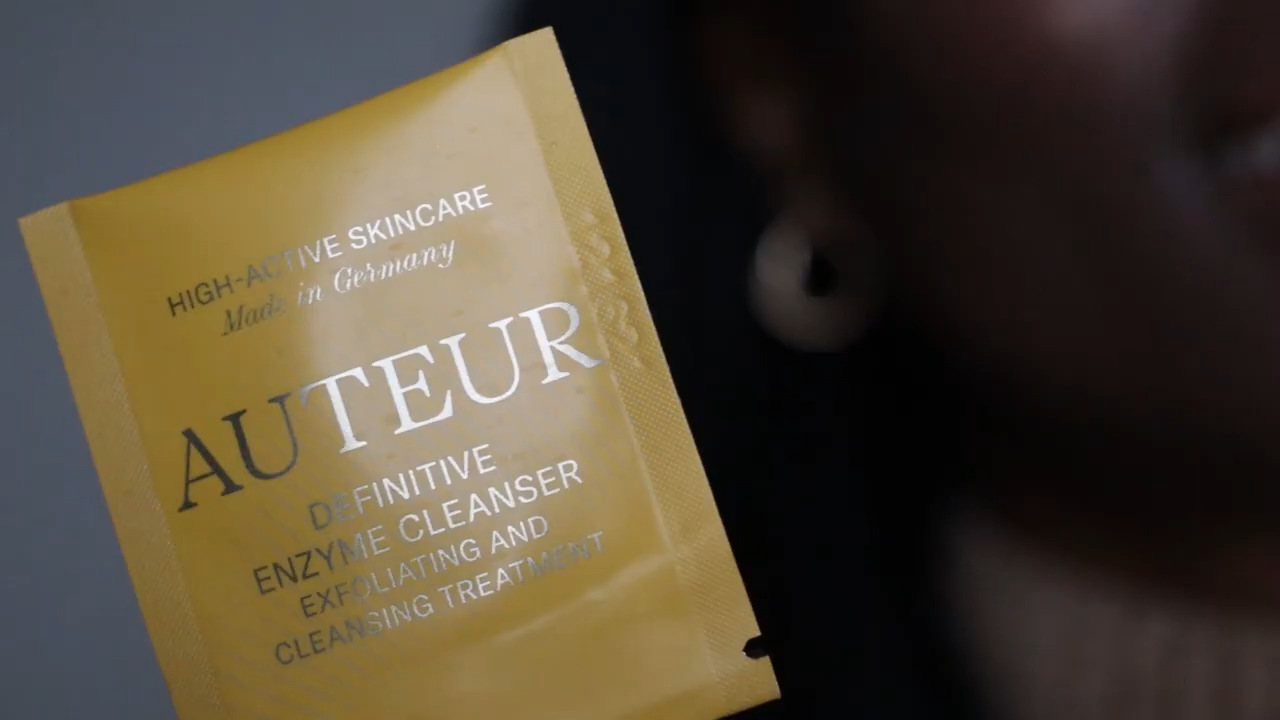 HIGH-ACTIVE SKINCARE
Made in Germany
AUTEUR
DEFINITIVE
ENZYME CLEANSER
EXFOLIATING AND
CLEANSING TREATMENT